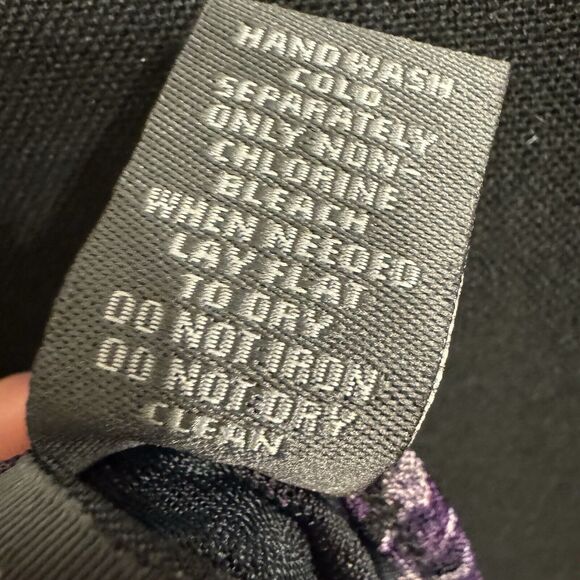 HAND WASH
COLD
SEPARATELY
ONLY NON-
CHLORINE
BLEACH
WHEN NEEDED
LAY FLAT
TO DRY
DO NOT IRON
DO NOT DRY
CLEAN